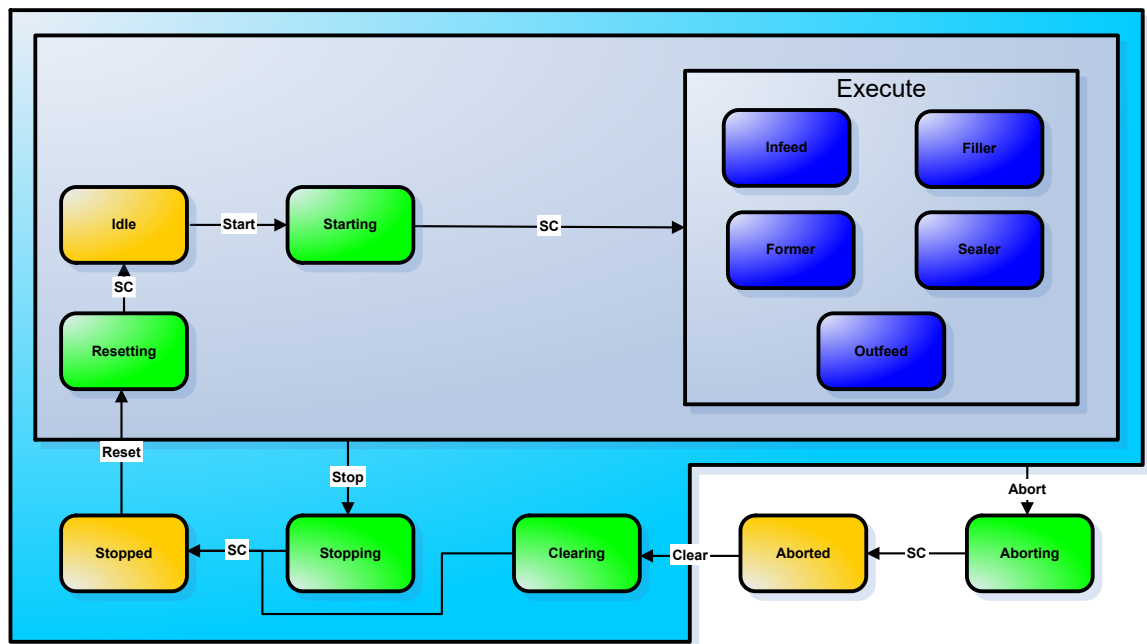 Execute
Infeed
Filler
Idle
Start
Starting
SC
Former
Sealer
SC
Resetting
Outfeed
Reset
Stop
Abort
Stopped
SC
Stopping
Clearing
Clear
Aborted
SC
Aborting